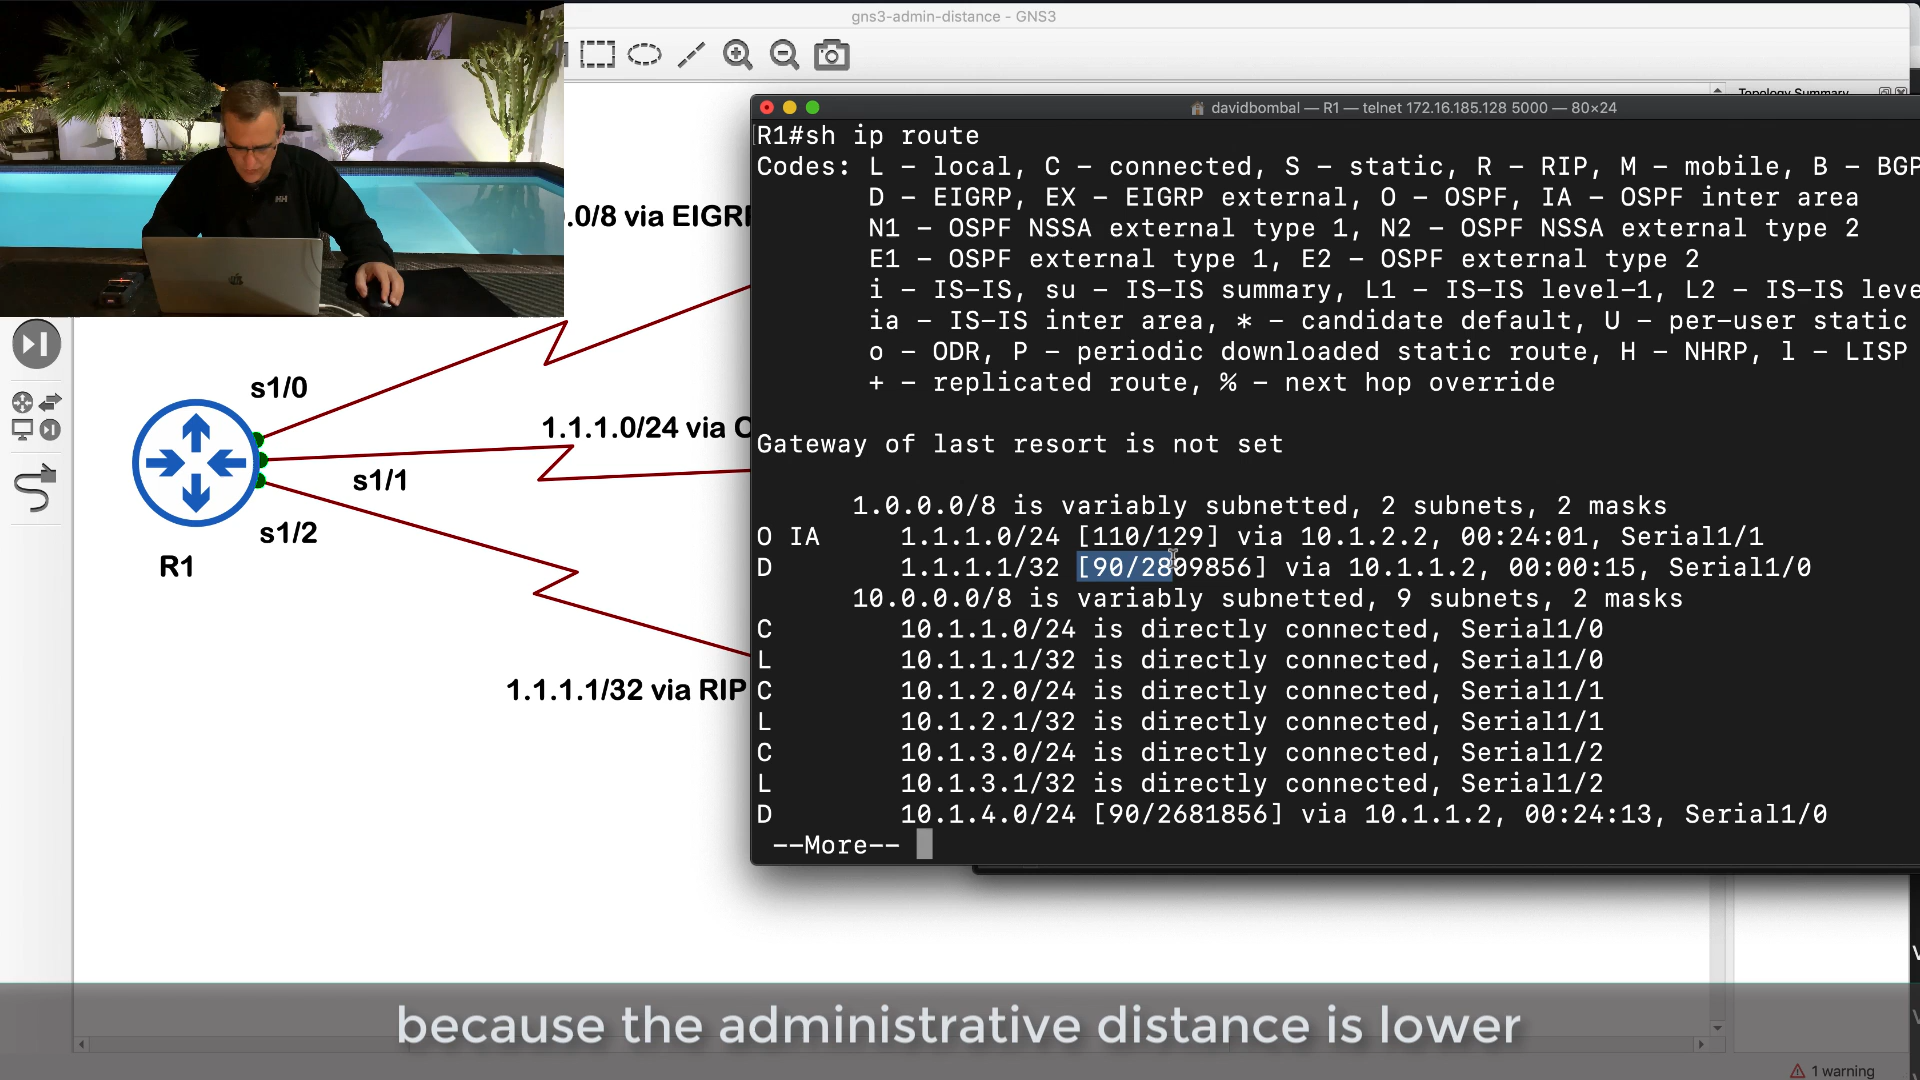 gns3-admin-distance - GNS3
Topology Summary
davidbombal — R1 — telnet 172.16.185.128 5000 — 80×24
R1#sh ip route
Codes: L - local, C - connected, S - static, R - RIP, M - mobile, B - BGP
D - EIGRP, EX - EIGRP external, O - OSPF, IA - OSPF inter area
N1 - OSPF NSSA external type 1, N2 - OSPF NSSA external type 2
E1 - OSPF external type 1, E2 - OSPF external type 2
i - IS-IS, su - IS-IS summary, L1 - IS-IS level-1, L2 - IS-IS leve
ia - IS-IS inter area, * - candidate default, U - per-user static
o - ODR, P - periodic downloaded static route, H - NHRP, l - LISP
+ - replicated route, % - next hop override
Gateway of last resort is not set
1.0.0.0/8 is variably subnetted, 2 subnets, 2 masks
O IA 1.1.1.0/24 [110/129] via 10.1.2.2, 00:24:01, Serial1/1
D 1.1.1.1/32 [90/2809856] via 10.1.1.2, 00:00:15, Serial1/0
10.0.0.0/8 is variably subnetted, 9 subnets, 2 masks
C 10.1.1.0/24 is directly connected, Serial1/0
L 10.1.1.1/32 is directly connected, Serial1/0
C 10.1.2.0/24 is directly connected, Serial1/1
L 10.1.2.1/32 is directly connected, Serial1/1
C 10.1.3.0/24 is directly connected, Serial1/2
L 10.1.3.1/32 is directly connected, Serial1/2
D 10.1.4.0/24 [90/2681856] via 10.1.1.2, 00:24:13, Serial1/0
--More--
.0/8 via EIGRP
s1/0
1.1.1.0/24 via O
s1/1
s1/2
R1
1.1.1.1/32 via RIP
HH
because the administrative distance is lower
1 warning